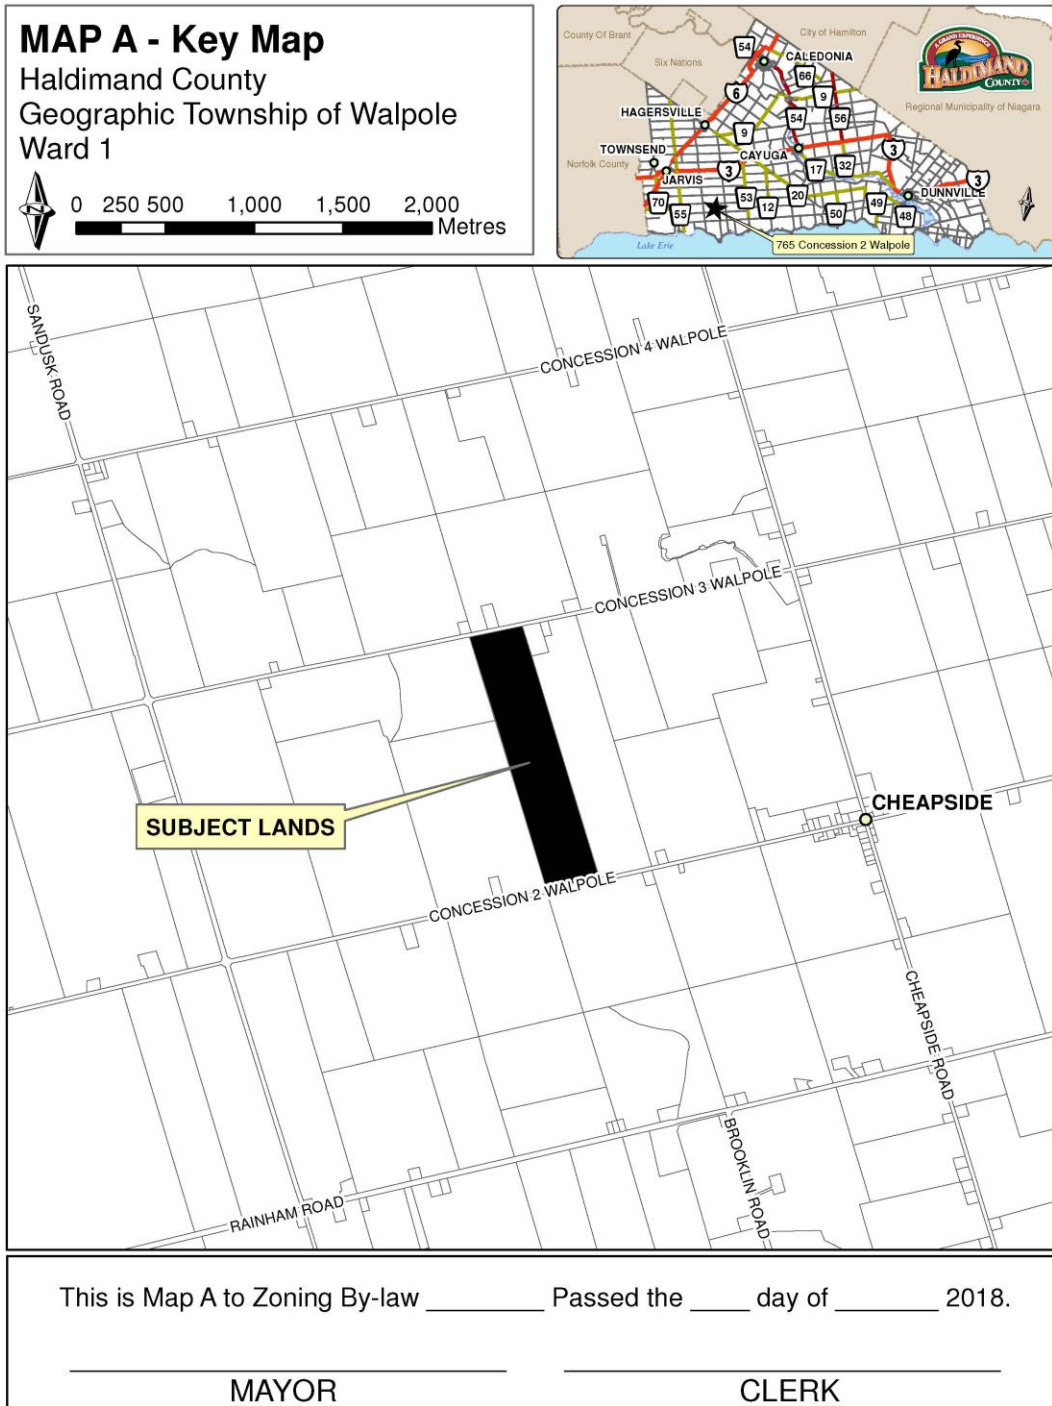 MAP A - Key Map
Haldimand County
Geographic Township of Walpole
Ward 1
0 250 500 1,000 1,500 2,000
Metres
County Of Brant
City of Hamilton
Six Nations
Regional Municipality of Niagara
Norfolk County
A GRAND EXPERIENCE
HALDIMAND
COUNTY
54
CALEDONIA
66
6
9
HAGERSVILLE
54
56
9
TOWNSEND
CAYUGA
3
3
17
32
JARVIS
3
DUNNVILLE
70
55
53
12
20
50
49
48
Lake Erie
765 Concession 2 Walpole
SANDUSK ROAD
CONCESSION 4 WALPOLE
CONCESSION 3 WALPOLE
CHEAPSIDE
SUBJECT LANDS
CONCESSION 2 WALPOLE
CHEAPSIDE ROAD
BROOKLIN ROAD
RAINHAM ROAD
This is Map A to Zoning By-law ________ Passed the ____ day of _______ 2018.
MAYOR
CLERK